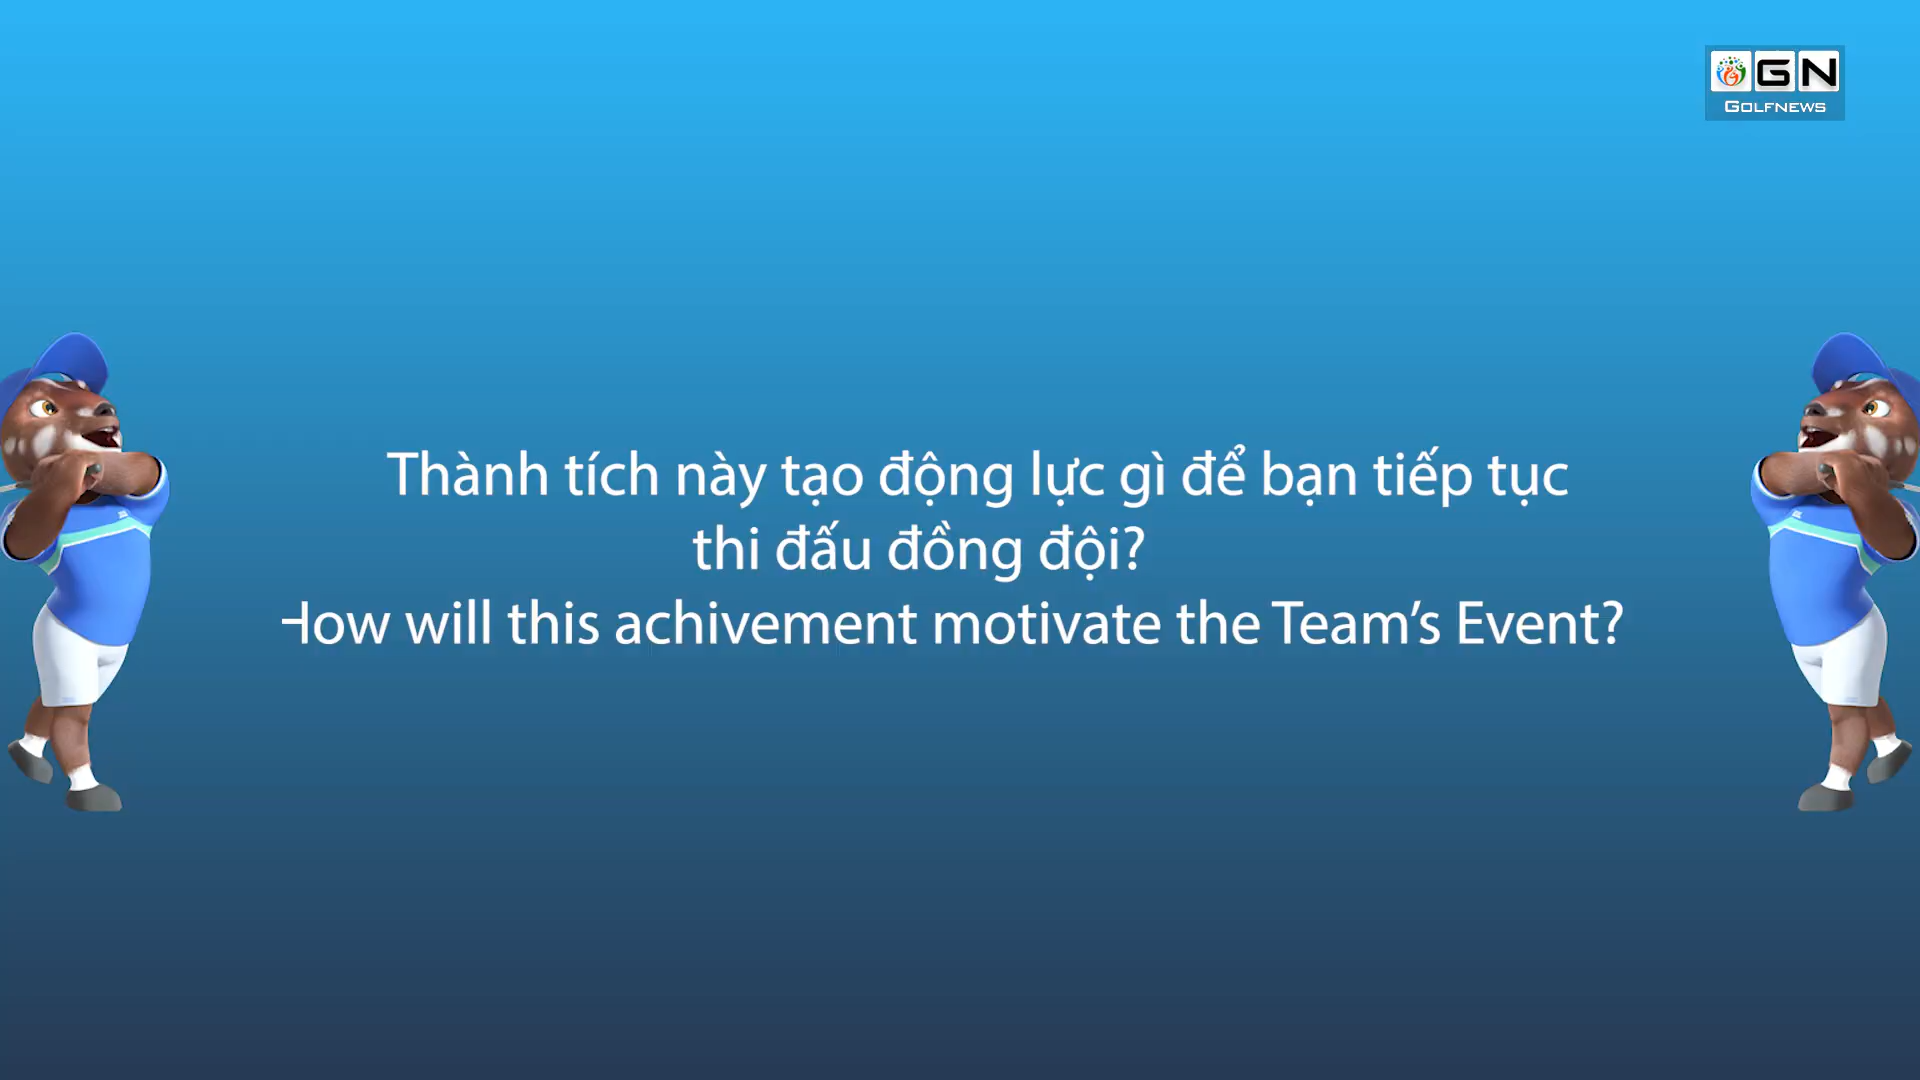 GN
GOLFNEWS
Thành tích này tạo động lực gì để bạn tiếp tục
thi đấu đồng đội?
How will this achivement motivate the Team’s Event?